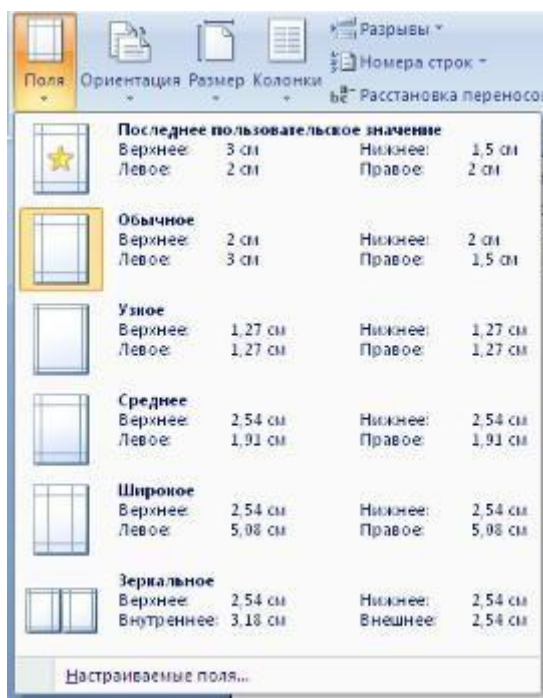 Разрывы
Номера строк
Поля Ориентация Размер Колонки
Расстановка переносо
Последнее пользовательское значение
Верхнее: 3 см Нижнее: 1,5 см
Левое: 2 см Правое: 2 см
Обычное
Верхнее: 2 см Нижнее: 2 см
Левое: 3 см Правое: 1,5 см
Узкое
Верхнее: 1,27 см Нижнее: 1,27 см
Левое: 1,27 см Правое: 1,27 см
Среднее
Верхнее: 2,54 см Нижнее: 2,54 см
Левое: 1,91 см Правое: 1,91 см
Широкое
Верхнее: 2,54 см Нижнее: 2,54 см
Левое: 5,08 см Правое: 5,08 см
Зеркальное
Верхнее: 2,54 см Нижнее: 2,54 см
Внутреннее: 3,18 см Внешнее: 2,54 см
Настраиваемые поля...